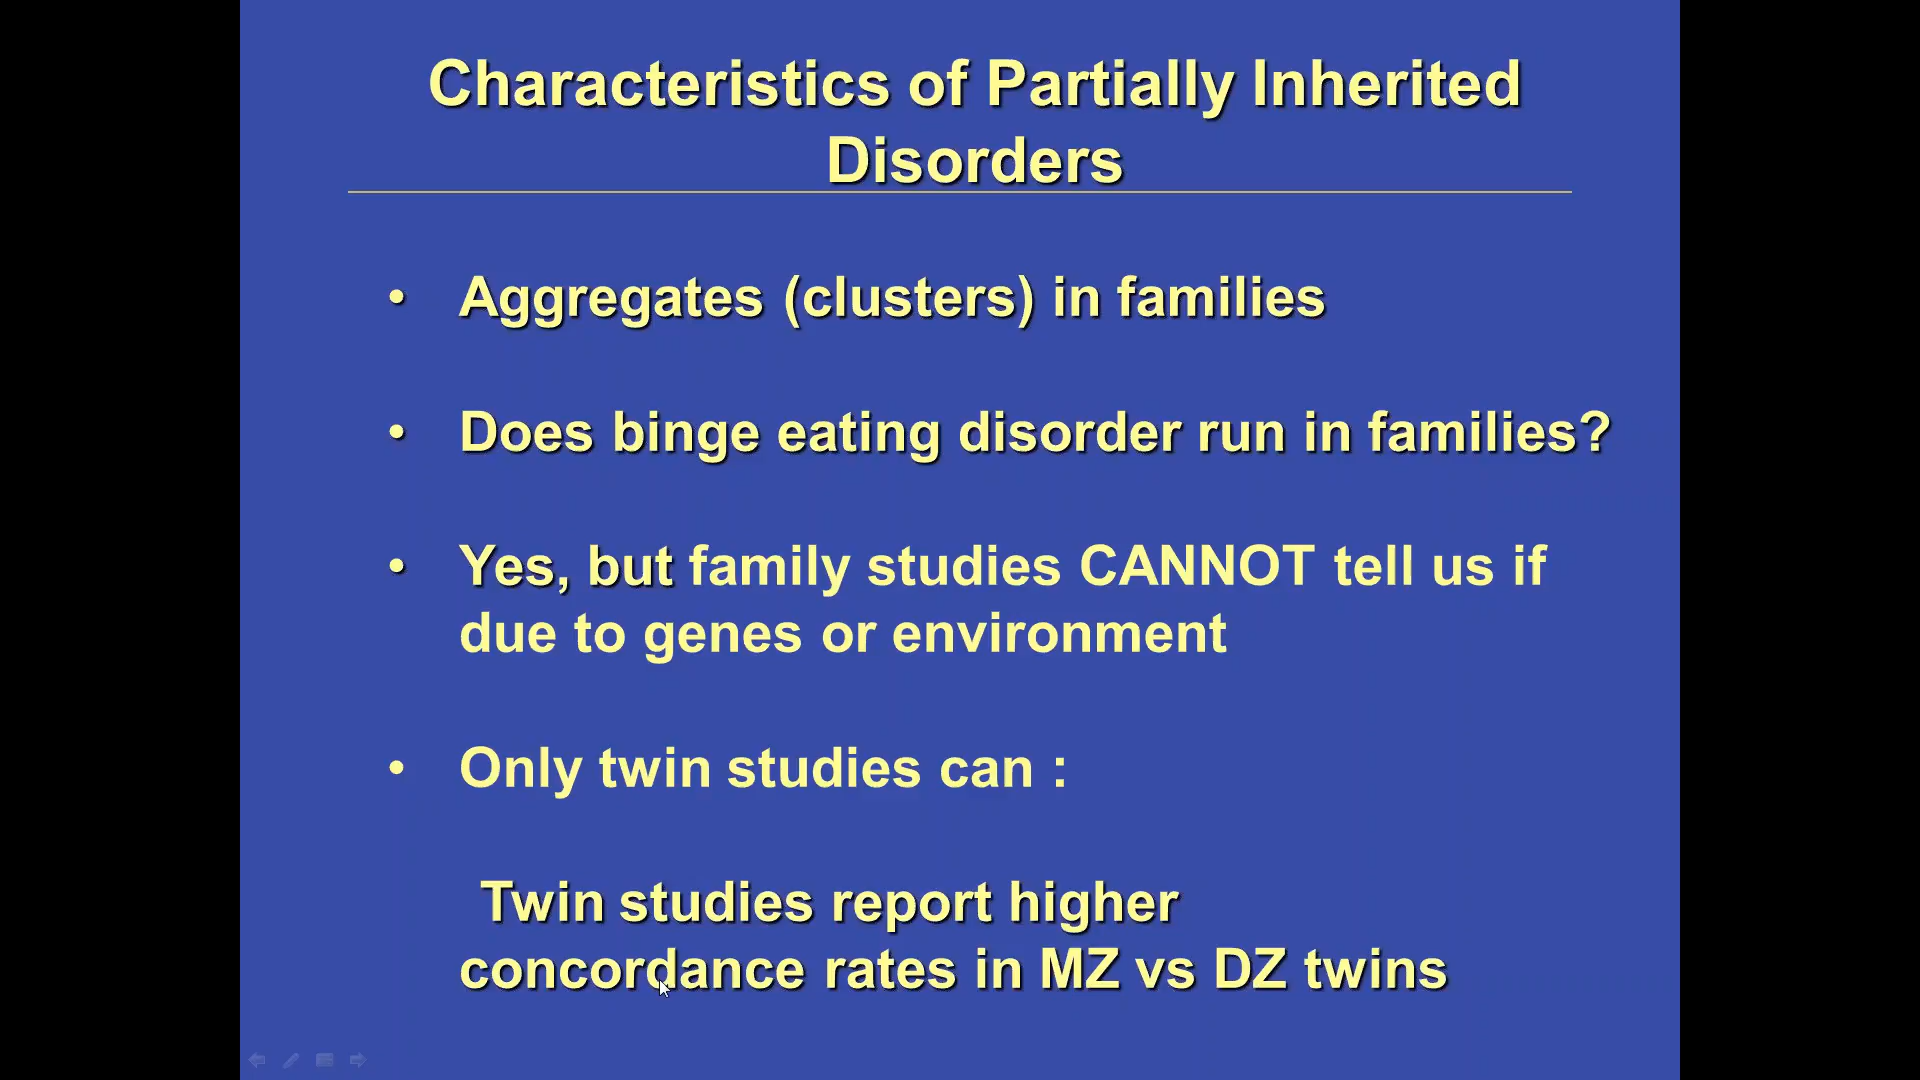 Characteristics of Partially Inherited
Disorders
• Aggregates (clusters) in families
• Does binge eating disorder run in families?
• Yes, but family studies CANNOT tell us if
due to genes or environment
• Only twin studies can :
Twin studies report higher
concordance rates in MZ vs DZ twins